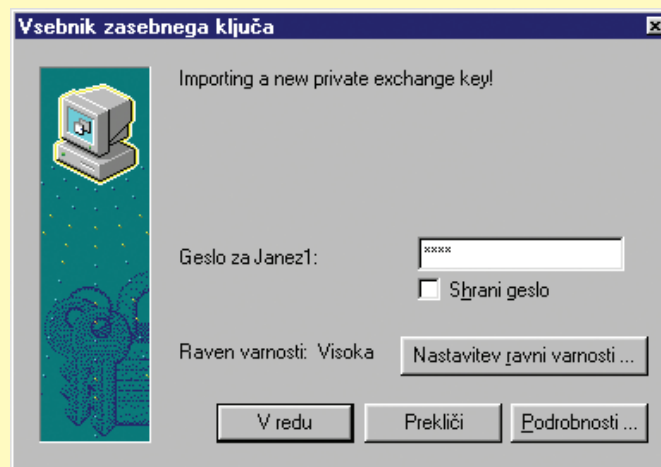 Vsebnik zasebnega ključa
Importing a new private exchange key!
Geslo za Janez1:
****
Shrani geslo
Raven varnosti: Visoka
Nastavitev ravni varnosti ...
V redu
Prekliči
Podrobnosti ...